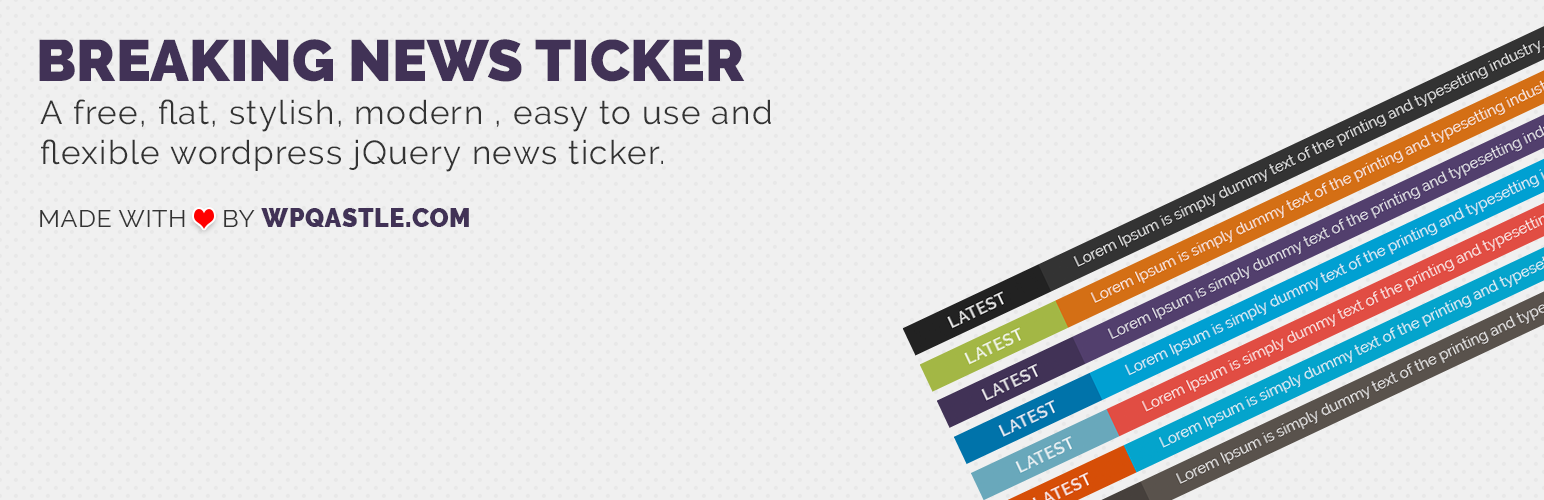 BREAKING NEWS TICKER
A free, flat, stylish, modern , easy to use and
flexible wordpress jQuery news ticker.
MADE WITH ❤ BY WPQASTLE.COM
LATEST Lorem Ipsum is simply dummy text of the printing and typesetting industry.
LATEST Lorem Ipsum is simply dummy text of the printing and typesetting
LATEST Lorem Ipsum is simply dummy text of the printing and typesetting
LATEST Lorem Ipsum is simply dummy text of the printing and typesetting
LATEST Lorem Ipsum is simply dummy text of the printing and
LATEST Lorem Ipsum is simply dummy text of the printing and
Lorem Ipsum is simply dummy text of the printing and